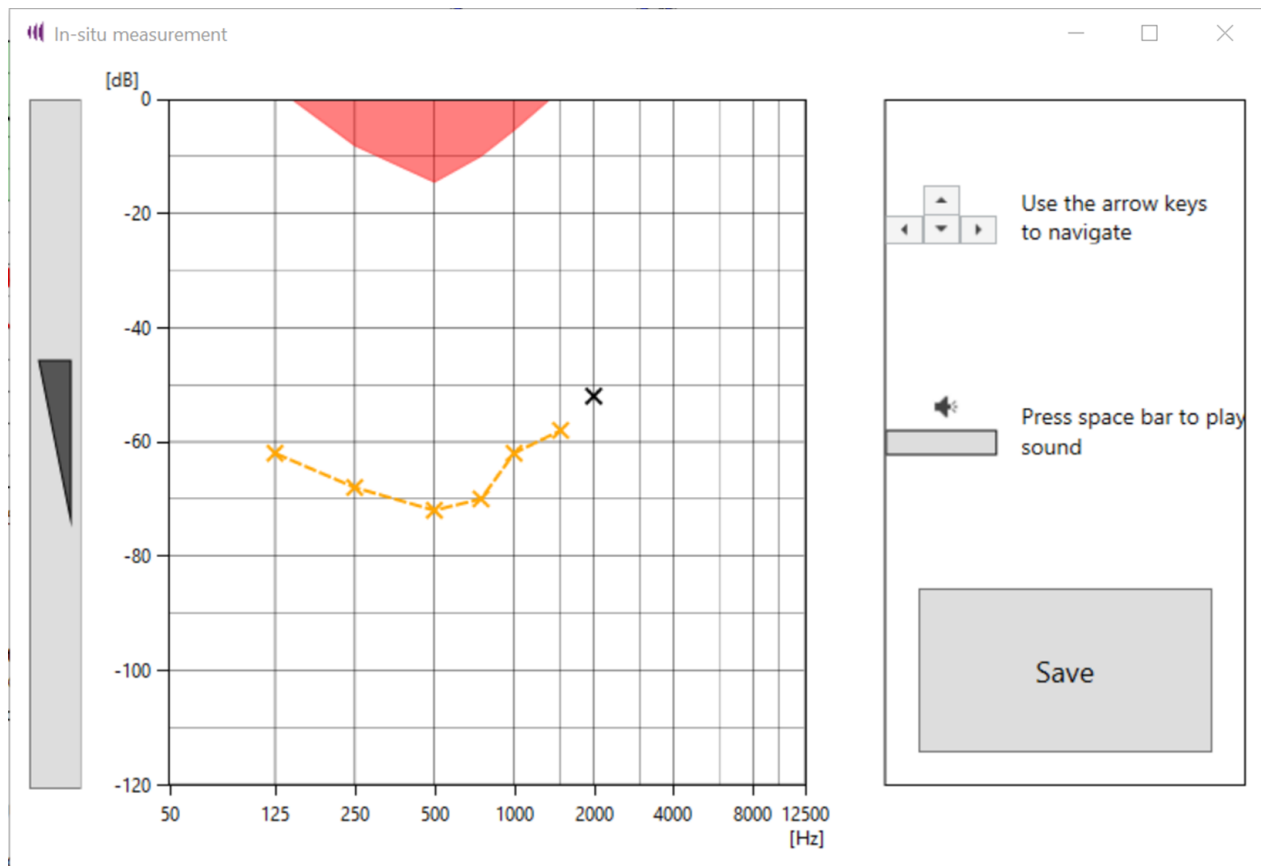 In-situ measurement
[dB]
0
-20
-40
-60
-80
-100
-120
50 125 250 500 1000 2000 4000 8000 12500
[Hz]
Use the arrow keys
to navigate
Press space bar to play
sound
Save